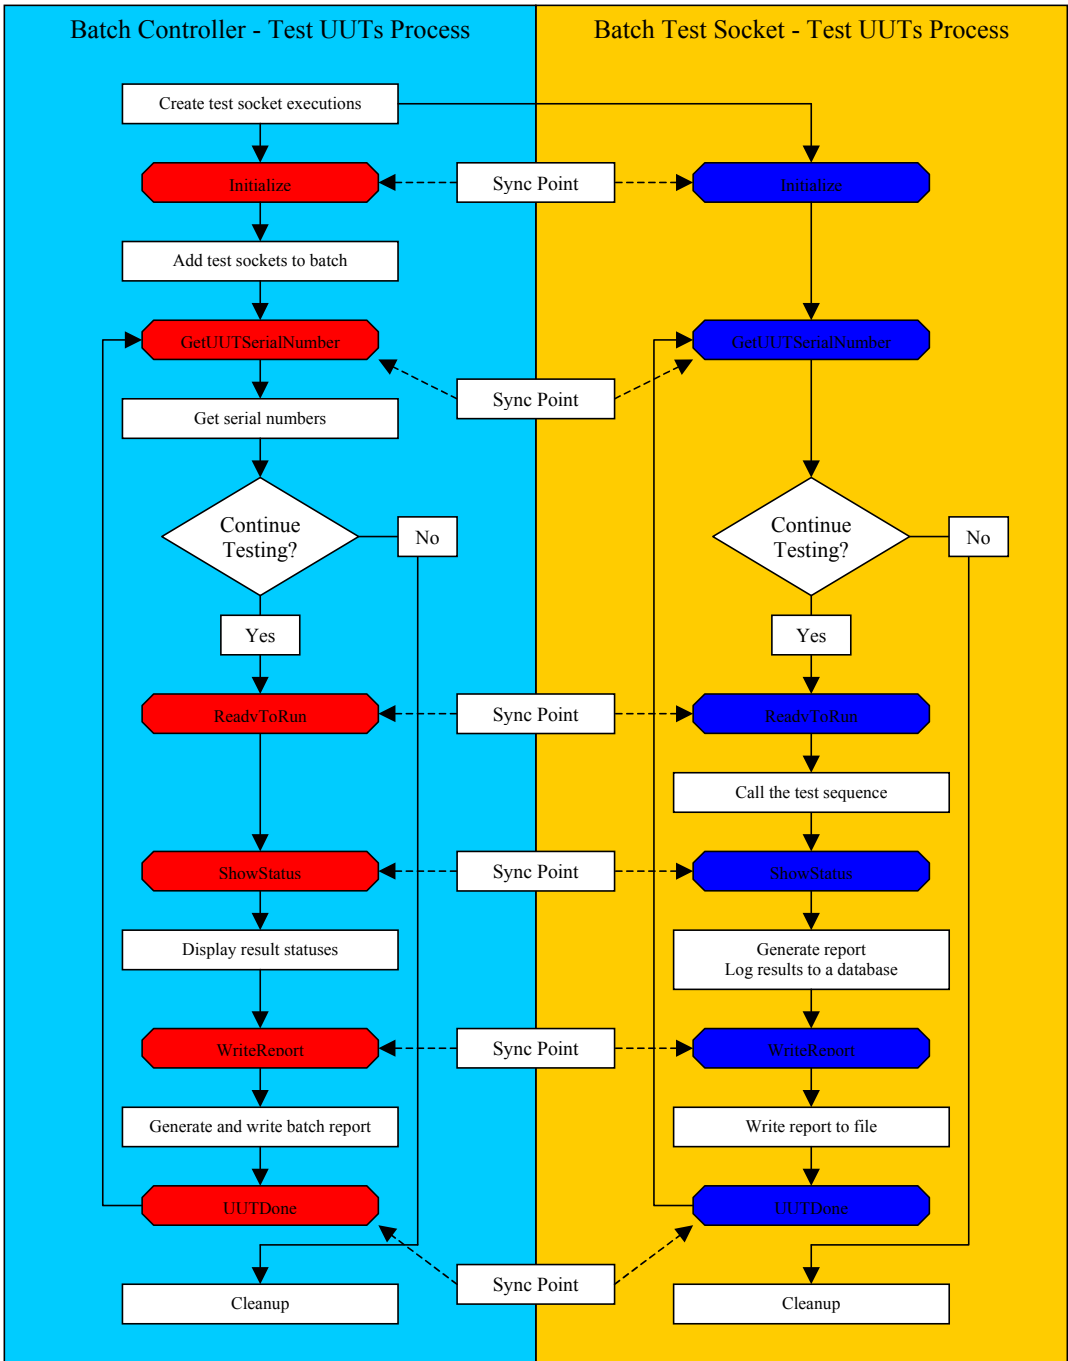 Batch Controller - Test UUTs Process
Batch Test Socket - Test UUTs Process
Create test socket executions
Initialize
Sync Point
Initialize
Add test sockets to batch
GetUUTSerialNumber
GetUUTSerialNumber
Sync Point
Get serial numbers
Continue
Testing?
No
Continue
Testing?
No
Yes
Yes
ReadyToRun
Sync Point
ReadyToRun
Call the test sequence
ShowStatus
Sync Point
ShowStatus
Display result statuses
Generate report
Log results to a database
WriteReport
Sync Point
WriteReport
Generate and write batch report
Write report to file
UUTDone
UUTDone
Sync Point
Cleanup
Cleanup